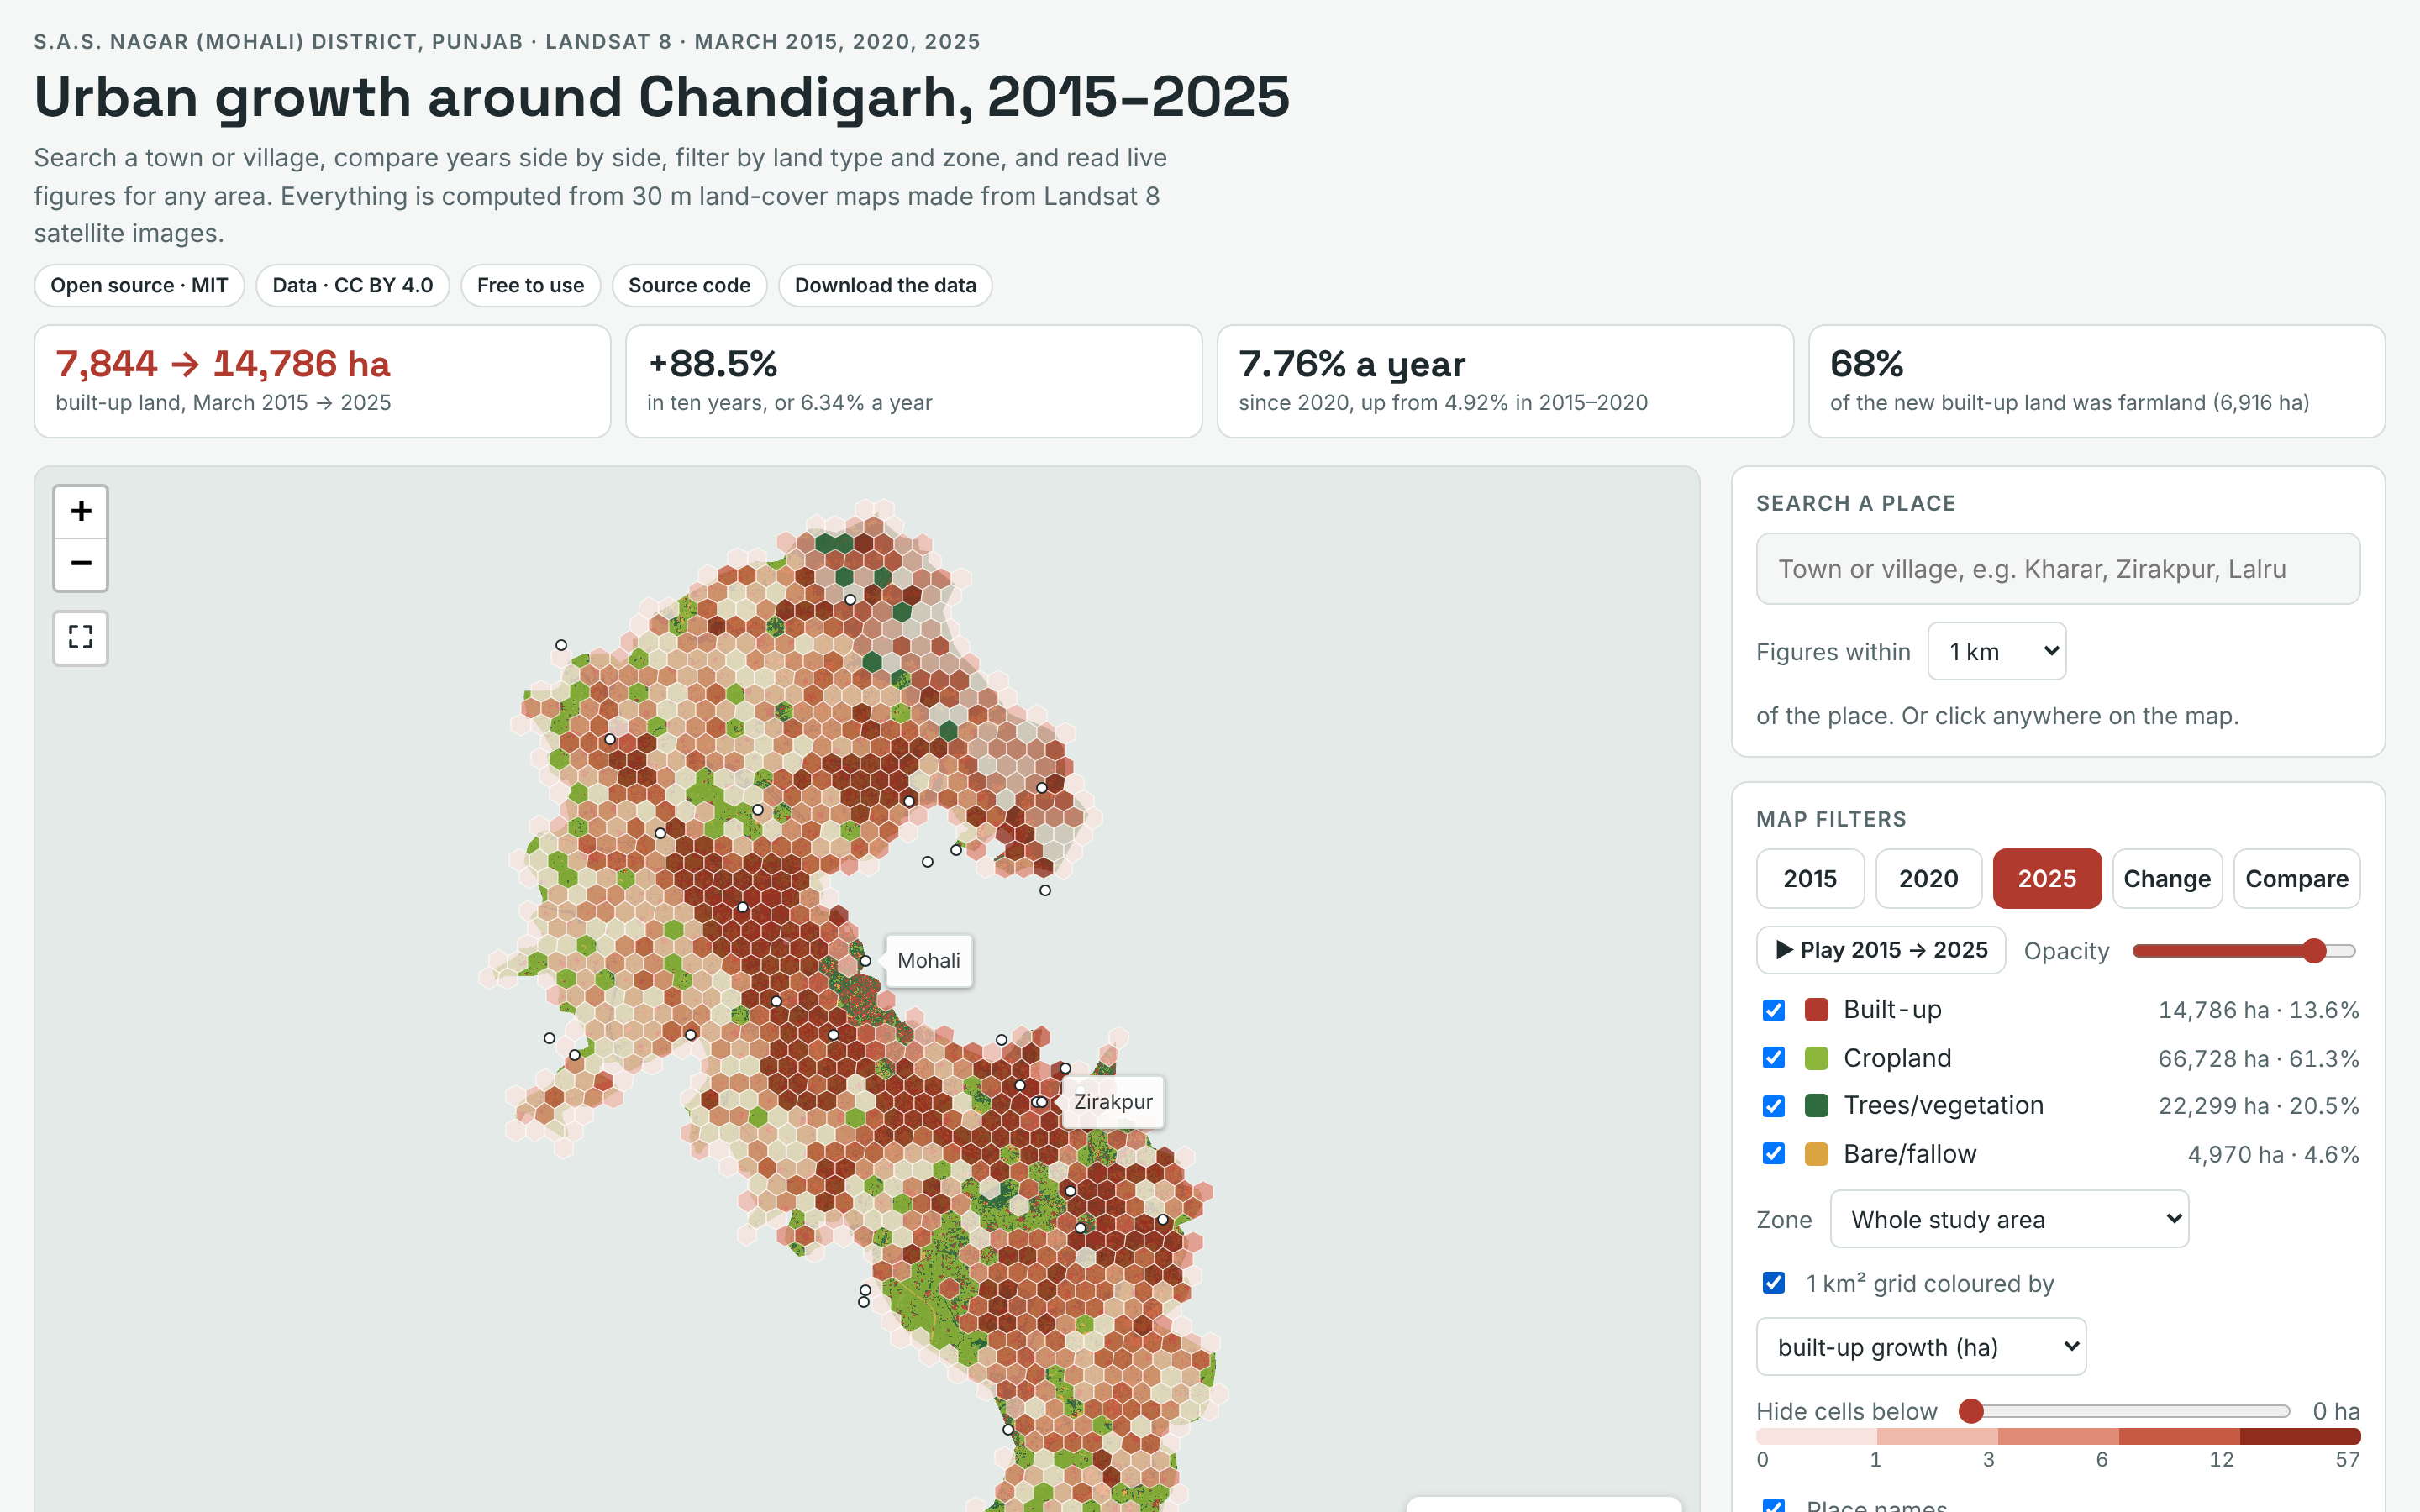 S.A.S. NAGAR (MOHALI) DISTRICT, PUNJAB · LANDSAT 8 · MARCH 2015, 2020, 2025
Urban growth around Chandigarh, 2015–2025
Search a town or village, compare years side by side, filter by land type and zone, and read live
figures for any area. Everything is computed from 30 m land-cover maps made from Landsat 8
satellite images.
Open source · MIT
Data · CC BY 4.0
Free to use
Source code
Download the data
7,844 → 14,786 ha
built-up land, March 2015 → 2025
+88.5%
in ten years, or 6.34% a year
7.76% a year
since 2020, up from 4.92% in 2015–2020
68%
of the new built-up land was farmland (6,916 ha)
+
−
Mohali
Zirakpur
SEARCH A PLACE
Town or village, e.g. Kharar, Zirakpur, Lalru
Figures within 1 km
of the place. Or click anywhere on the map.
MAP FILTERS
2015 2020 2025 Change Compare
▶ Play 2015 → 2025 Opacity
Built-up 14,786 ha · 13.6%
Cropland 66,728 ha · 61.3%
Trees/vegetation 22,299 ha · 20.5%
Bare/fallow 4,970 ha · 4.6%
Zone Whole study area
1 km² grid coloured by
built-up growth (ha)
Hide cells below 0 ha
0 1 3 6 12 57
Place names